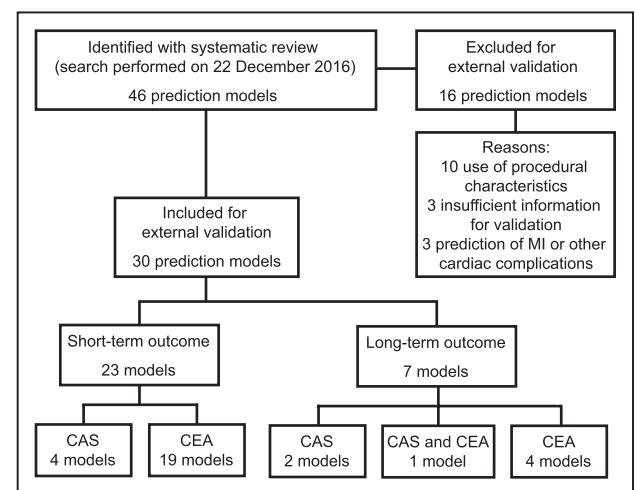 Identified with systematic review
(search performed on 22 December 2016)
46 prediction models
Excluded for
external validation
16 prediction models
Reasons:
10 use of procedural
characteristics
3 insufficient information
for validation
3 prediction of MI or other
cardiac complications
Included for
external validation
30 prediction models
Short-term outcome
23 models
Long-term outcome
7 models
CAS
4 models
CEA
19 models
CAS
2 models
CAS and CEA
1 model
CEA
4 models